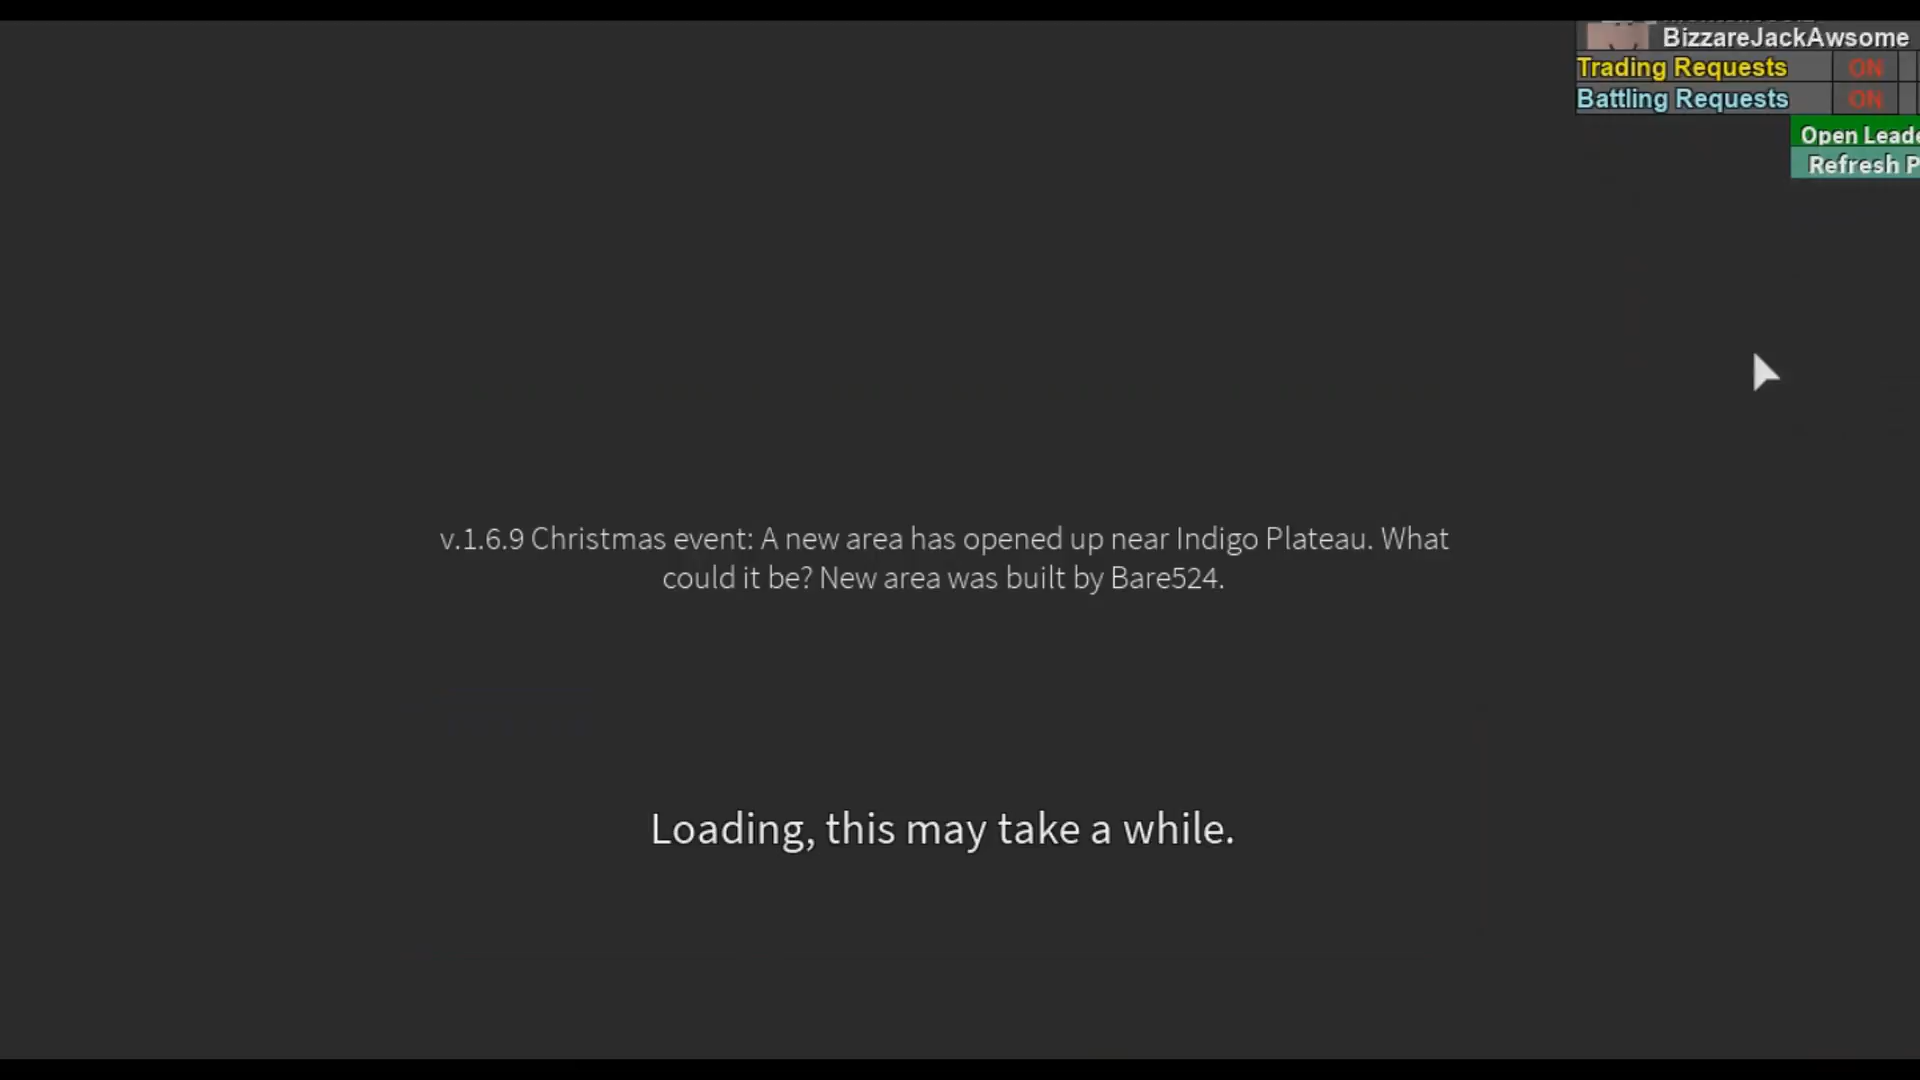 BizzareJackAwsome
Trading Requests ON
Battling Requests ON
Open Leade
Refresh P
v.1.6.9 Christmas event: A new area has opened up near Indigo Plateau. What
could it be? New area was built by Bare524.
Loading, this may take a while.